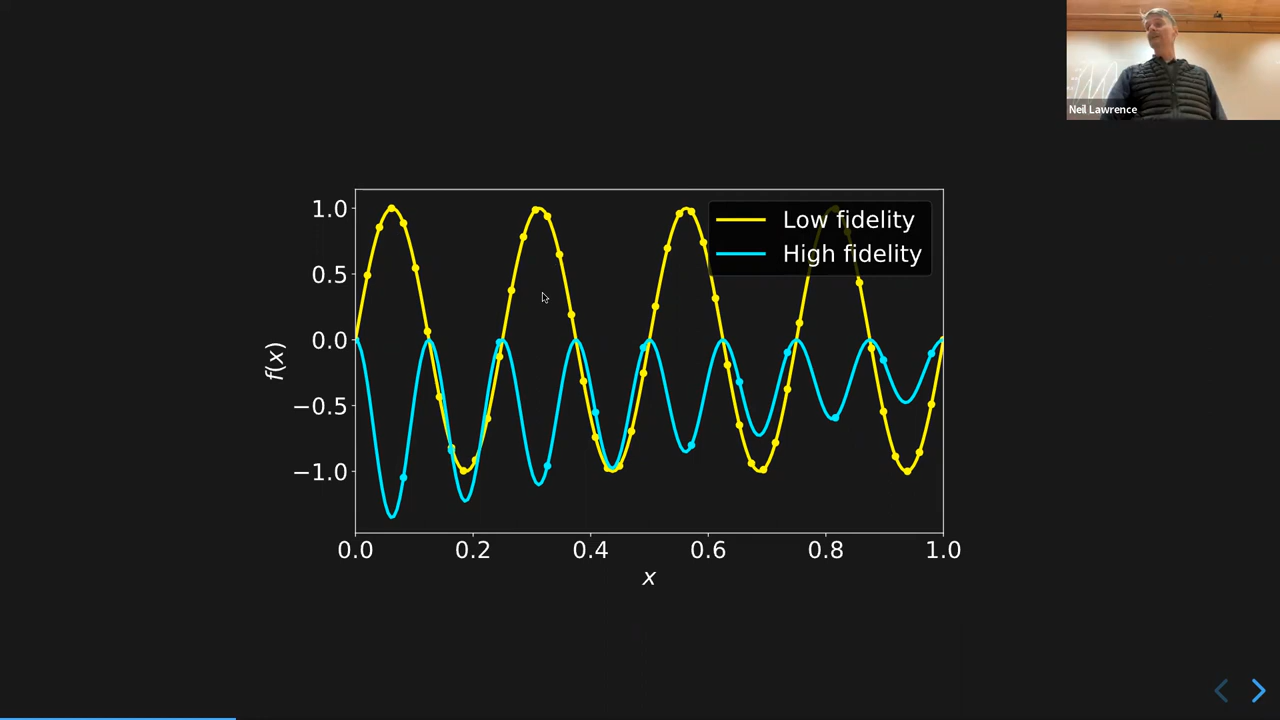 Neil Lawrence
Low fidelity
High fidelity
1.0
0.5
0.0
−0.5
−1.0
f(x)
0.0 0.2 0.4 0.6 0.8 1.0
x